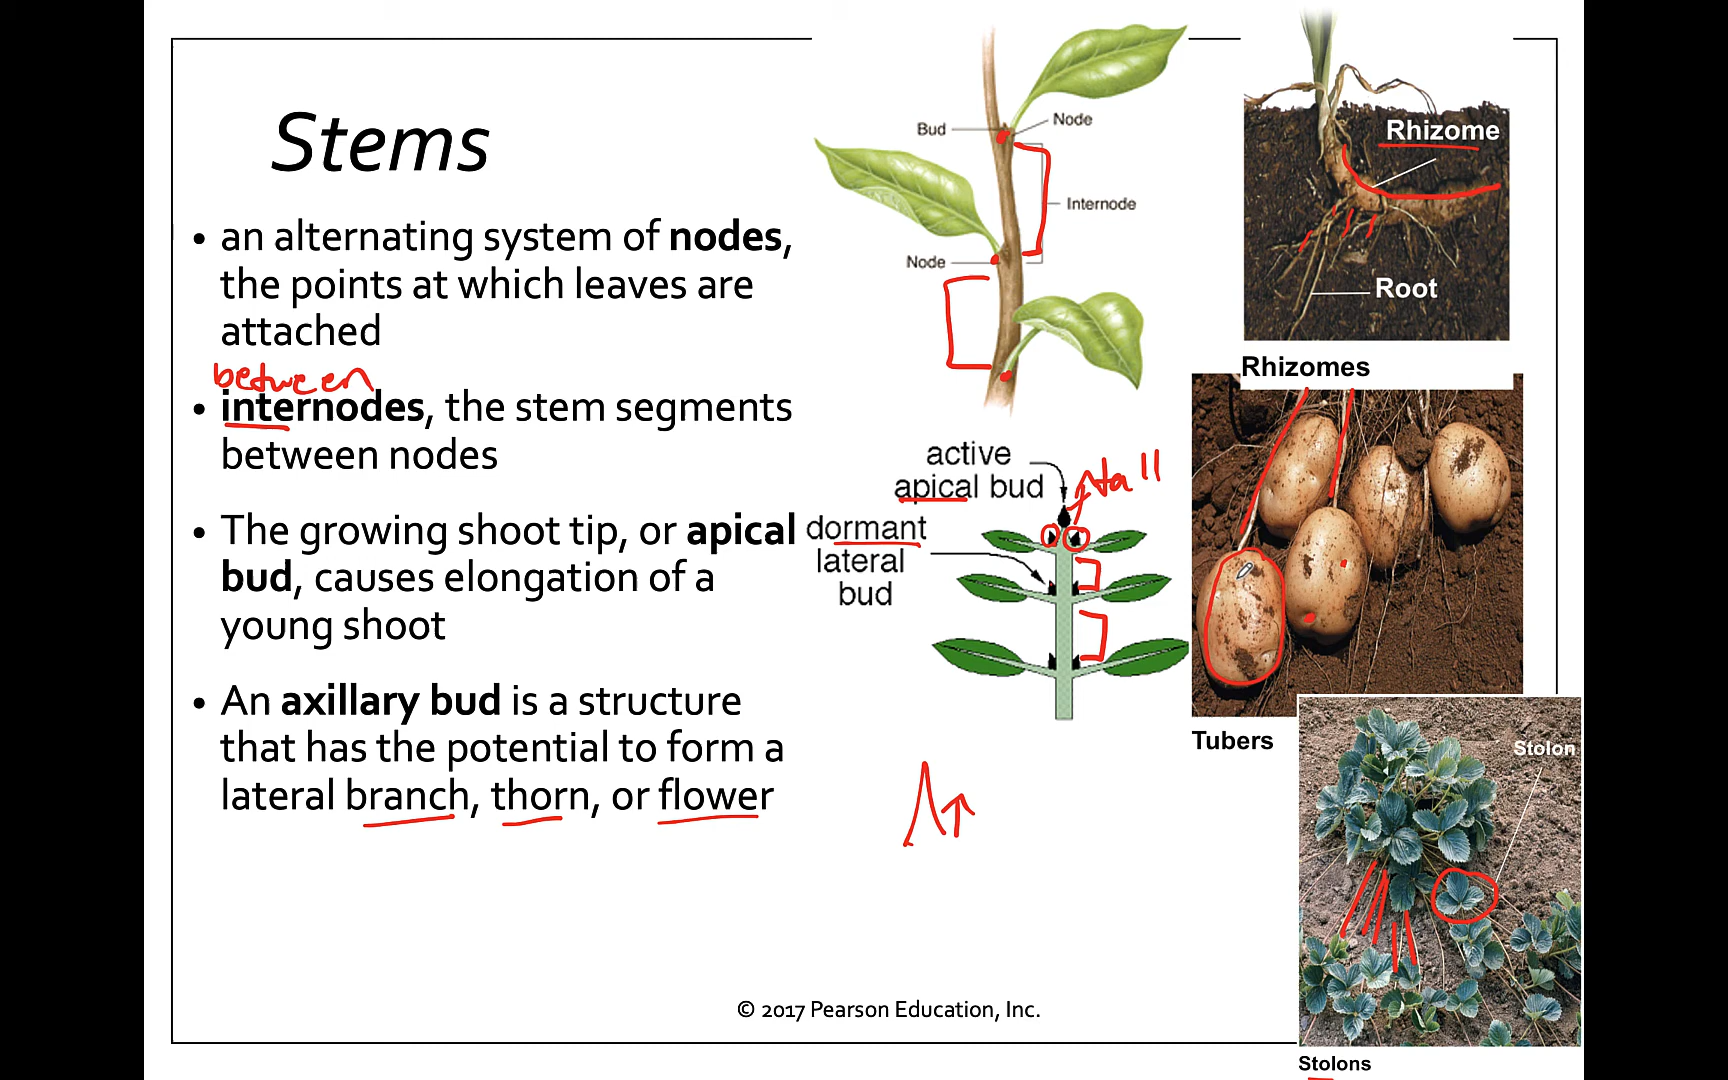 Stems
• an alternating system of nodes,
the points at which leaves are
attached
between
• internodes, the stem segments
between nodes
• The growing shoot tip, or apical
bud, causes elongation of a
young shoot
• An axillary bud is a structure
that has the potential to form a
lateral branch, thorn, or flower
Bud
Node
Internode
Node
active
apical bud
tall
dormant
lateral
bud
Rhizome
Root
Rhizomes
Tubers
Stolon
Stolons
© 2017 Pearson Education, Inc.